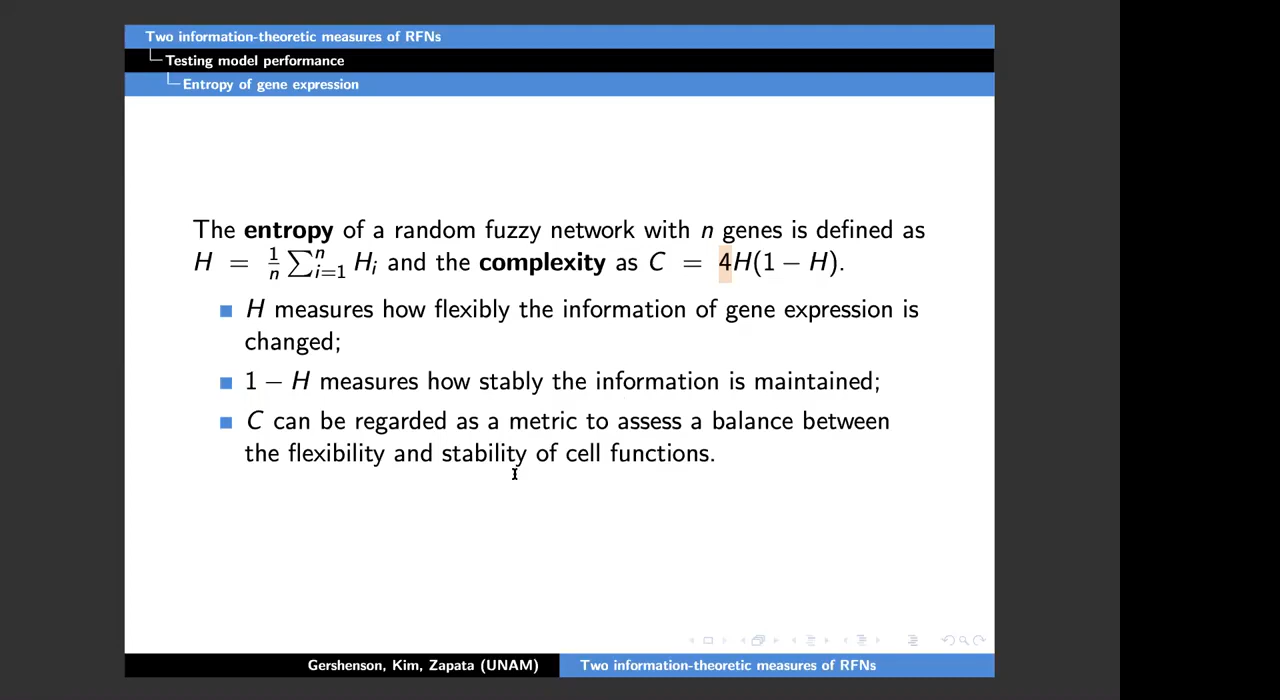 Two information-theoretic measures of RFNs
Testing model performance
Entropy of gene expression
The entropy of a random fuzzy network with n genes is defined as
H = 1/n ∑ⁿᵢ₌₁ Hᵢ and the complexity as C = 4H(1 − H).
H measures how flexibly the information of gene expression is
changed;
1 − H measures how stably the information is maintained;
C can be regarded as a metric to assess a balance between
the flexibility and stability of cell functions.
Gershenson, Kim, Zapata (UNAM)
Two information-theoretic measures of RFNs